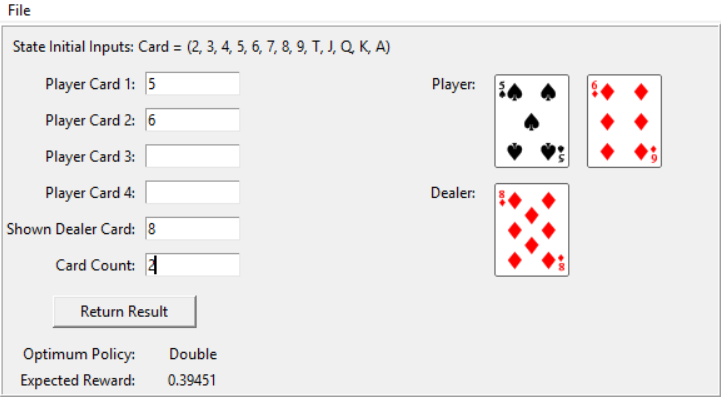 File
State Initial Inputs: Card = (2, 3, 4, 5, 6, 7, 8, 9, T, J, Q, K, A)
Player Card 1: 5
Player Card 2: 6
Player Card 3:
Player Card 4:
Shown Dealer Card: 8
Card Count: 2
Return Result
Optimum Policy: Double
Expected Reward: 0.39451
Player:
5
5
6
6
Dealer:
8
8